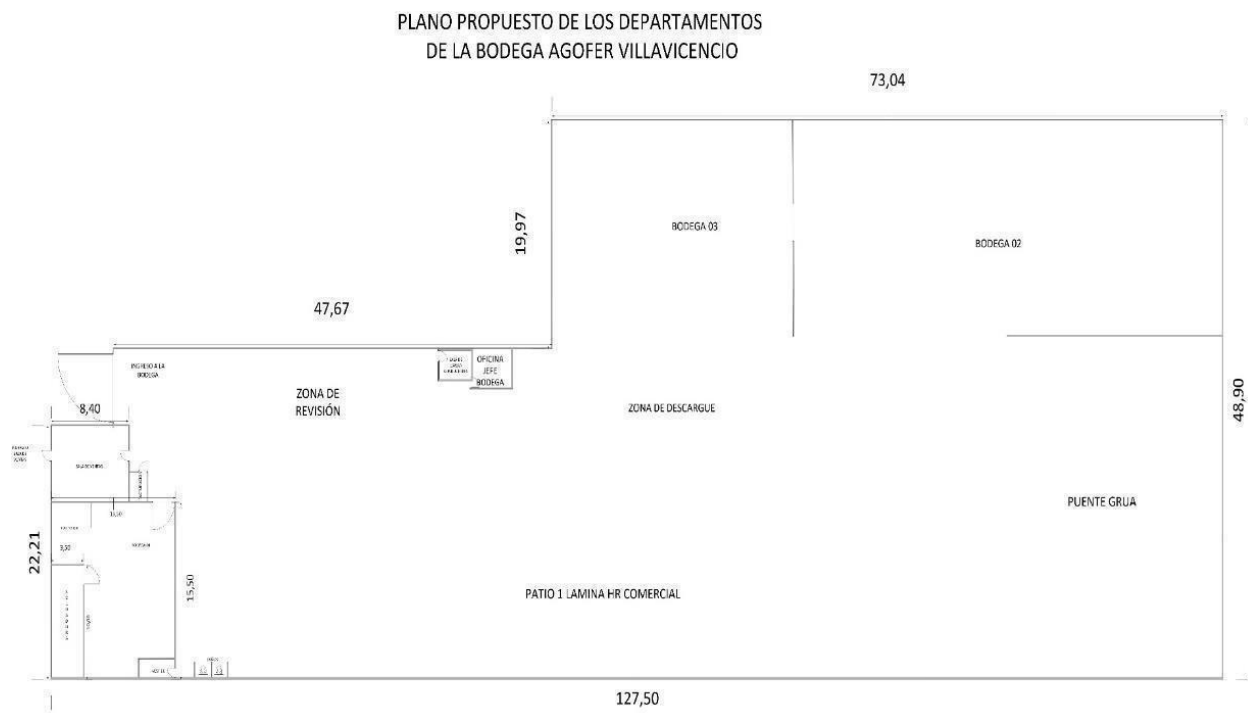 PLANO PROPUESTO DE LOS DEPARTAMENTOS
DE LA BODEGA AGOFER VILLAVICENCIO
73,04
19,97
BODEGA 03
BODEGA 02
47,67
INGRESO A LA
BODEGA
OFICINA
JEFE
BODEGA
ZONA DE
REVISIÓN
ZONA DE DESCARGUE
48,90
8,40
PUENTE GRUA
22,21
15,50
PATIO 1 LAMINA HR COMERCIAL
127,50